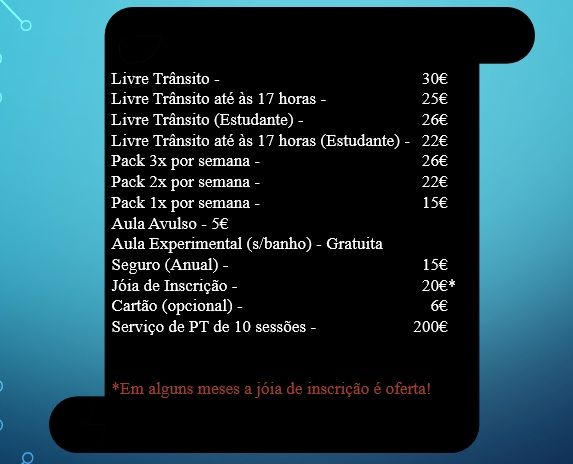 Livre Trânsito - 30€
Livre Trânsito até às 17 horas - 25€
Livre Trânsito (Estudante) - 26€
Livre Trânsito até às 17 horas (Estudante) - 22€
Pack 3x por semana - 26€
Pack 2x por semana - 22€
Pack 1x por semana - 15€
Aula Avulso - 5€
Aula Experimental (s/banho) - Gratuita
Seguro (Anual) - 15€
Jóia de Inscrição - 20€*
Cartão (opcional) - 6€
Serviço de PT de 10 sessões - 200€
*Em alguns meses a jóia de inscrição é oferta!